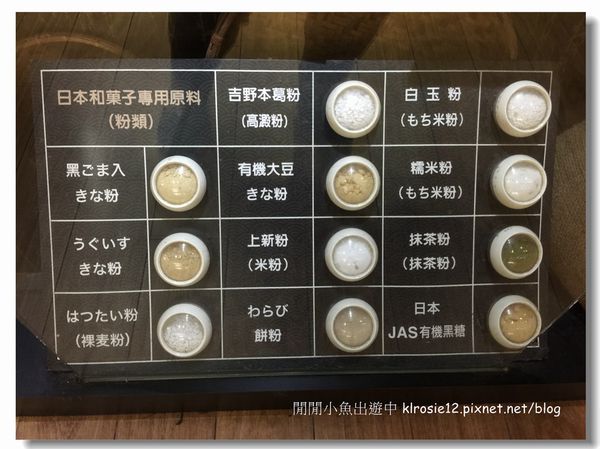 日本和菓子專用原料
（粉類）
吉野本葛粉
（高澱粉）
白玉粉
（もち米粉）
黑ごま入
きな粉
有機大豆
きな粉
糯米粉
（もち米粉）
うぐいす
きな粉
上新粉
（米粉）
抹茶粉
（抹茶粉）
はつたい粉
（裸麦粉）
わらび
餅粉
日本
JAS有機黑糖
閒閒小魚出遊中 klrosie12.pixnet.net/blog